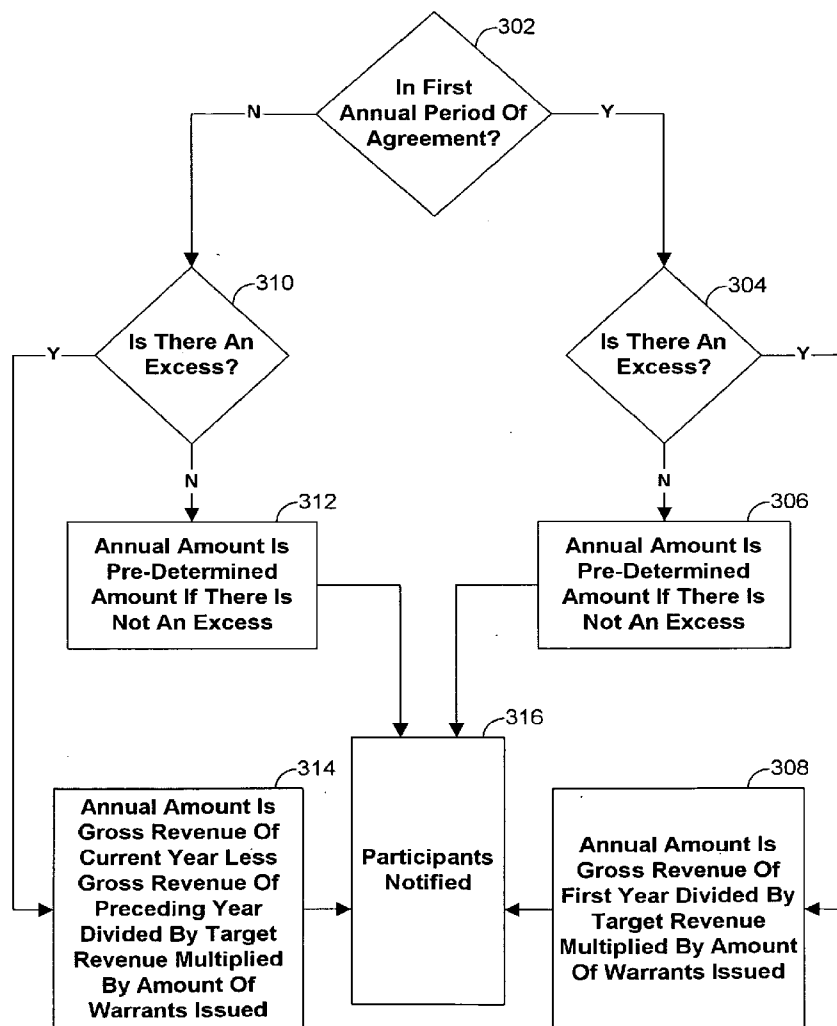 302
In First
Annual Period Of
Agreement?
N
Y
310
Is There An
Excess?
Y
N
304
Is There An
Excess?
Y
N
312
Annual Amount Is
Pre-Determined
Amount If There Is
Not An Excess
306
Annual Amount Is
Pre-Determined
Amount If There Is
Not An Excess
314
Annual Amount Is
Gross Revenue Of
Current Year Less
Gross Revenue Of
Preceding Year
Divided By Target
Revenue Multiplied
By Amount Of
Warrants Issued
316
Participants
Notified
308
Annual Amount Is
Gross Revenue Of
First Year Divided By
Target Revenue
Multiplied By Amount
Of Warrants Issued